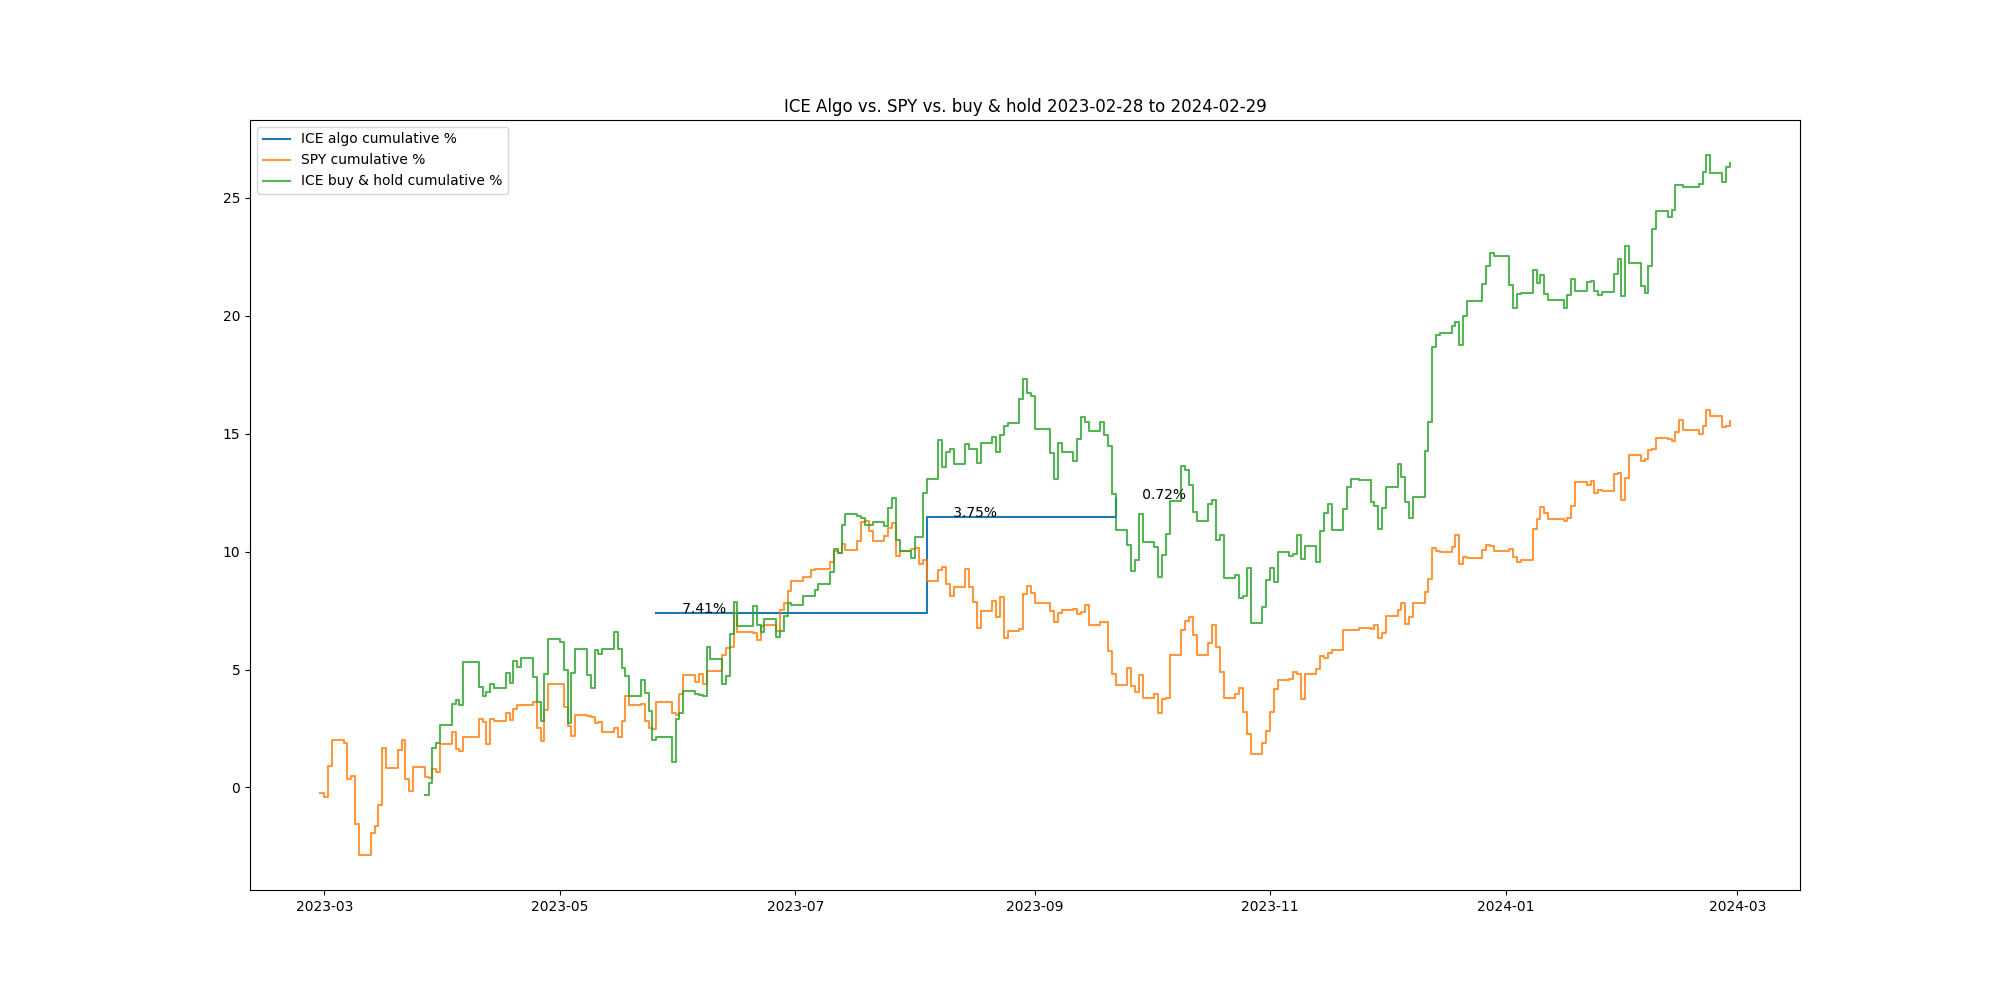 ICE Algo vs. SPY vs. buy & hold 2023-02-28 to 2024-02-29
ICE algo cumulative %
SPY cumulative %
ICE buy & hold cumulative %
25
20
15
10
5
0
0.72%
3.75%
7.41%
2023-03 2023-05 2023-07 2023-09 2023-11 2024-01 2024-03